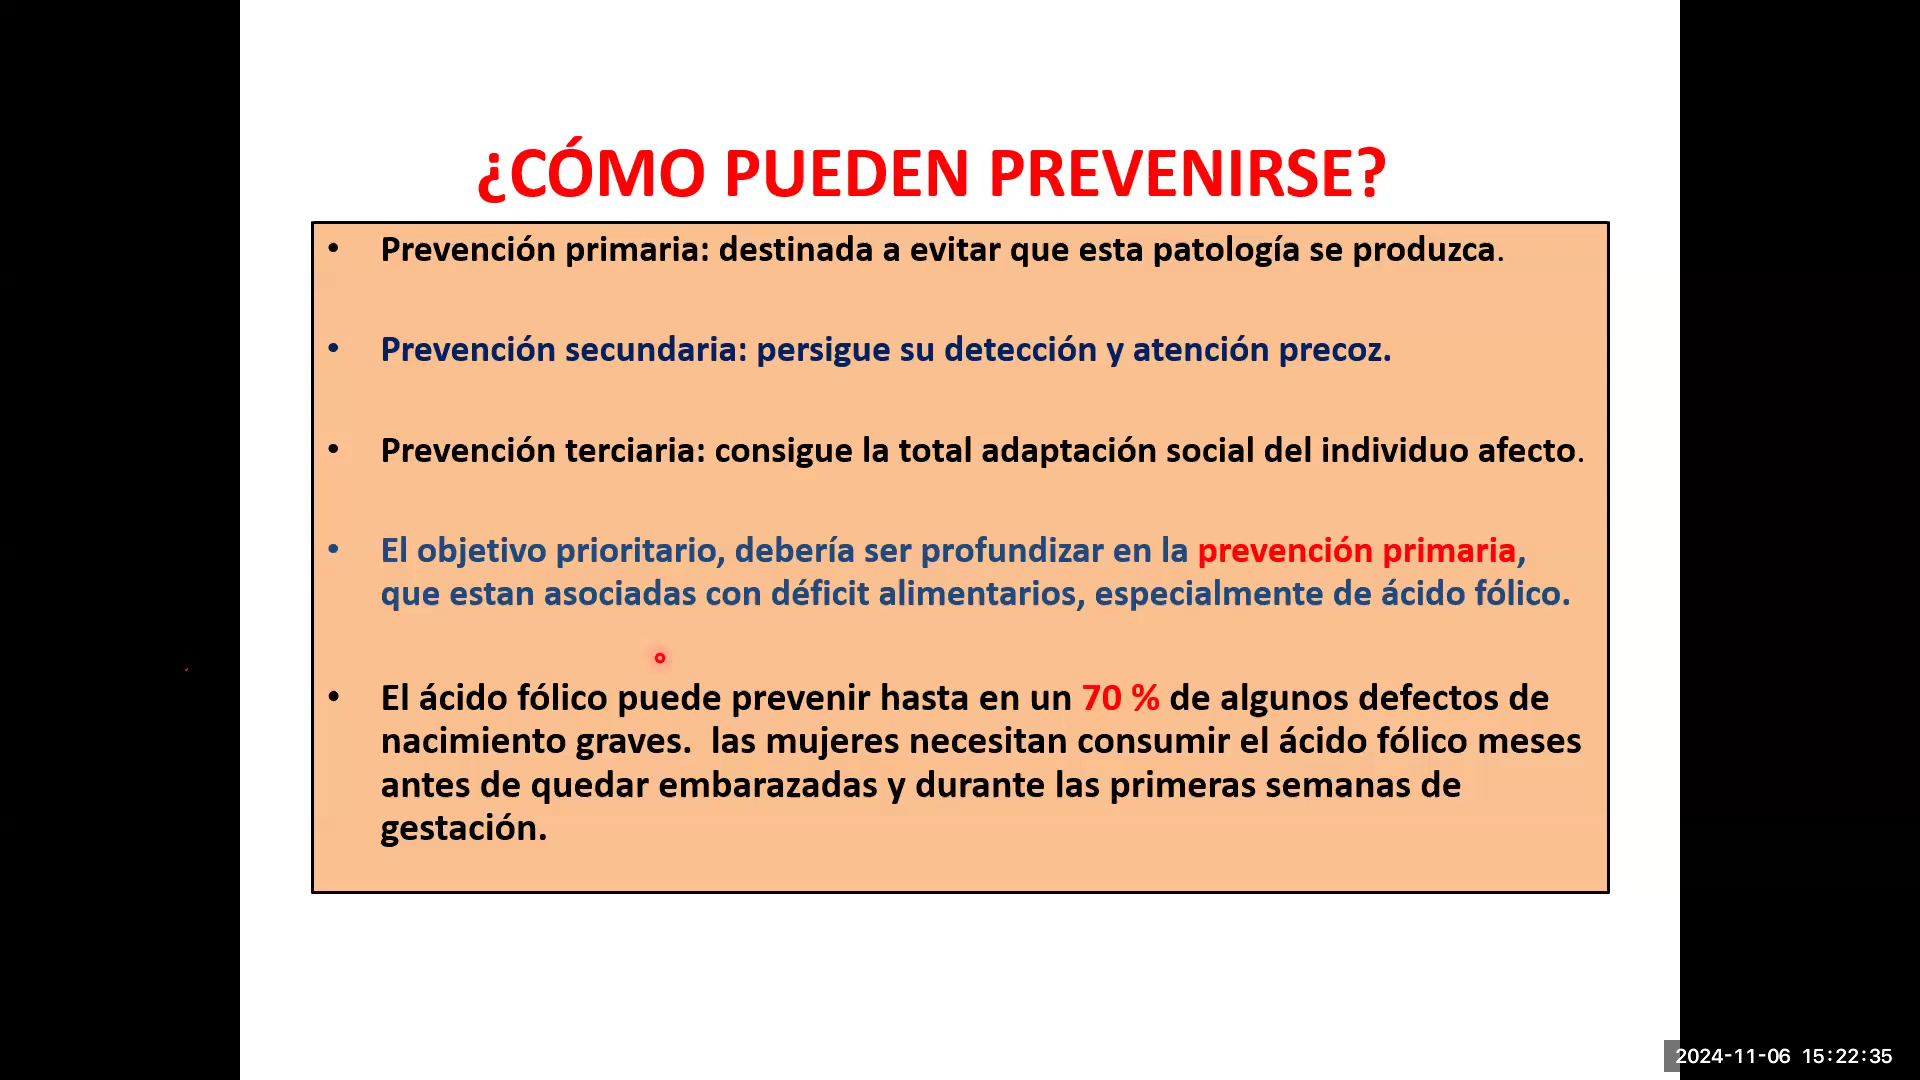 ¿CÓMO PUEDEN PREVENIRSE?
• Prevención primaria: destinada a evitar que esta patología se produzca.
• Prevención secundaria: persigue su detección y atención precoz.
• Prevención terciaria: consigue la total adaptación social del individuo afecto.
• El objetivo prioritario, debería ser profundizar en la prevención primaria,
que estan asociadas con déficit alimentarios, especialmente de ácido fólico.
• El ácido fólico puede prevenir hasta en un 70 % de algunos defectos de
nacimiento graves.  las mujeres necesitan consumir el ácido fólico meses
antes de quedar embarazadas y durante las primeras semanas de
gestación.
2024-11-06 15:22:35